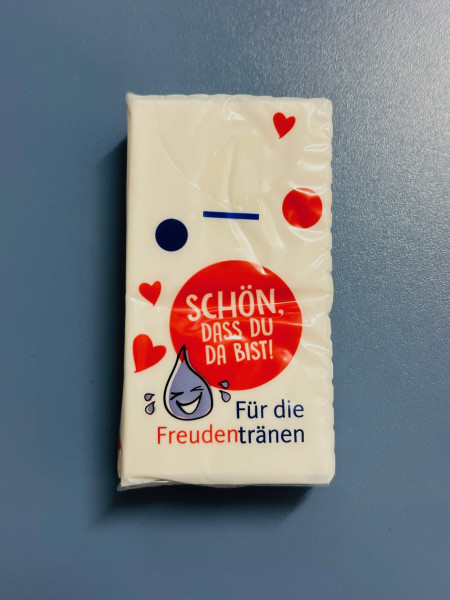 SCHÖN,
DASS DU
DA BIST!
Für die
Freudentränen